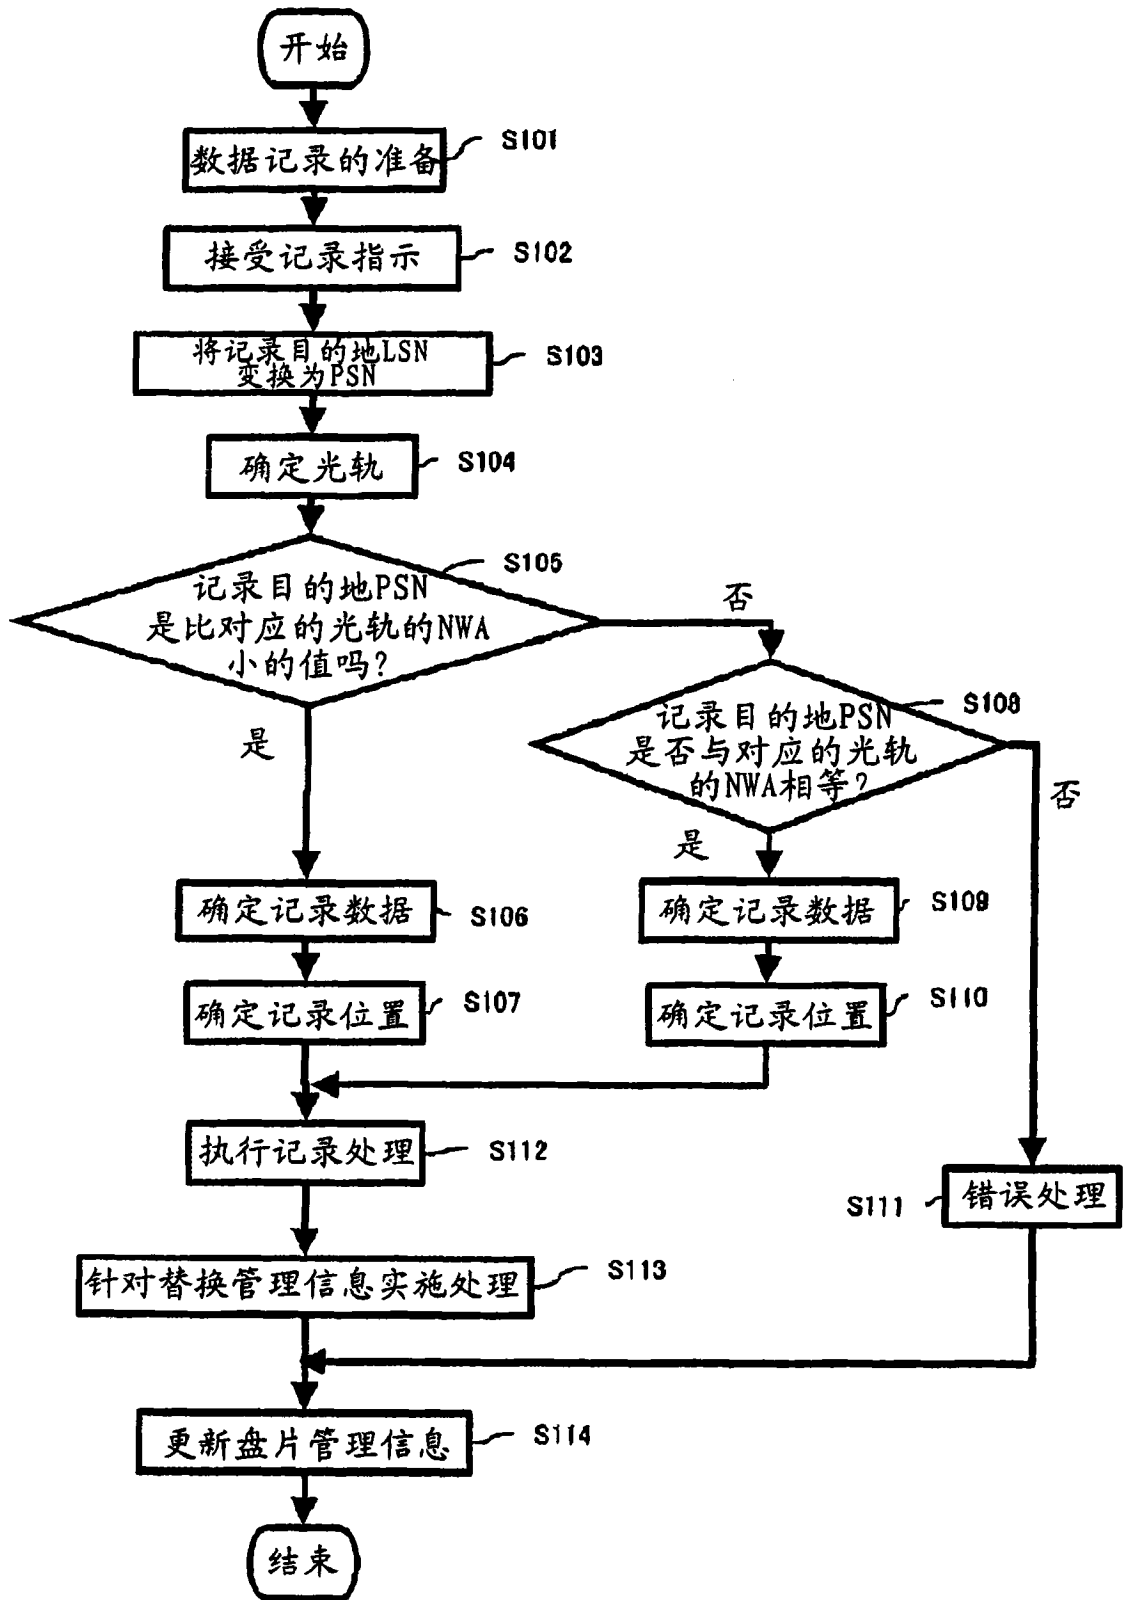 开始
数据记录的准备
S101
接受记录指示
S102
将记录目的地LSN
变换为PSN
S103
确定光轨
S104
记录目的地PSN
是比对应的光轨的NWA
小的值吗?
S105
否
是
记录目的地PSN
是否与对应的光轨
的NWA相等?
S108
否
是
确定记录数据
S106
确定记录数据
S109
确定记录位置
S107
确定记录位置
S110
执行记录处理
S112
错误处理
S111
针对替换管理信息实施处理
S113
更新盘片管理信息
S114
结束